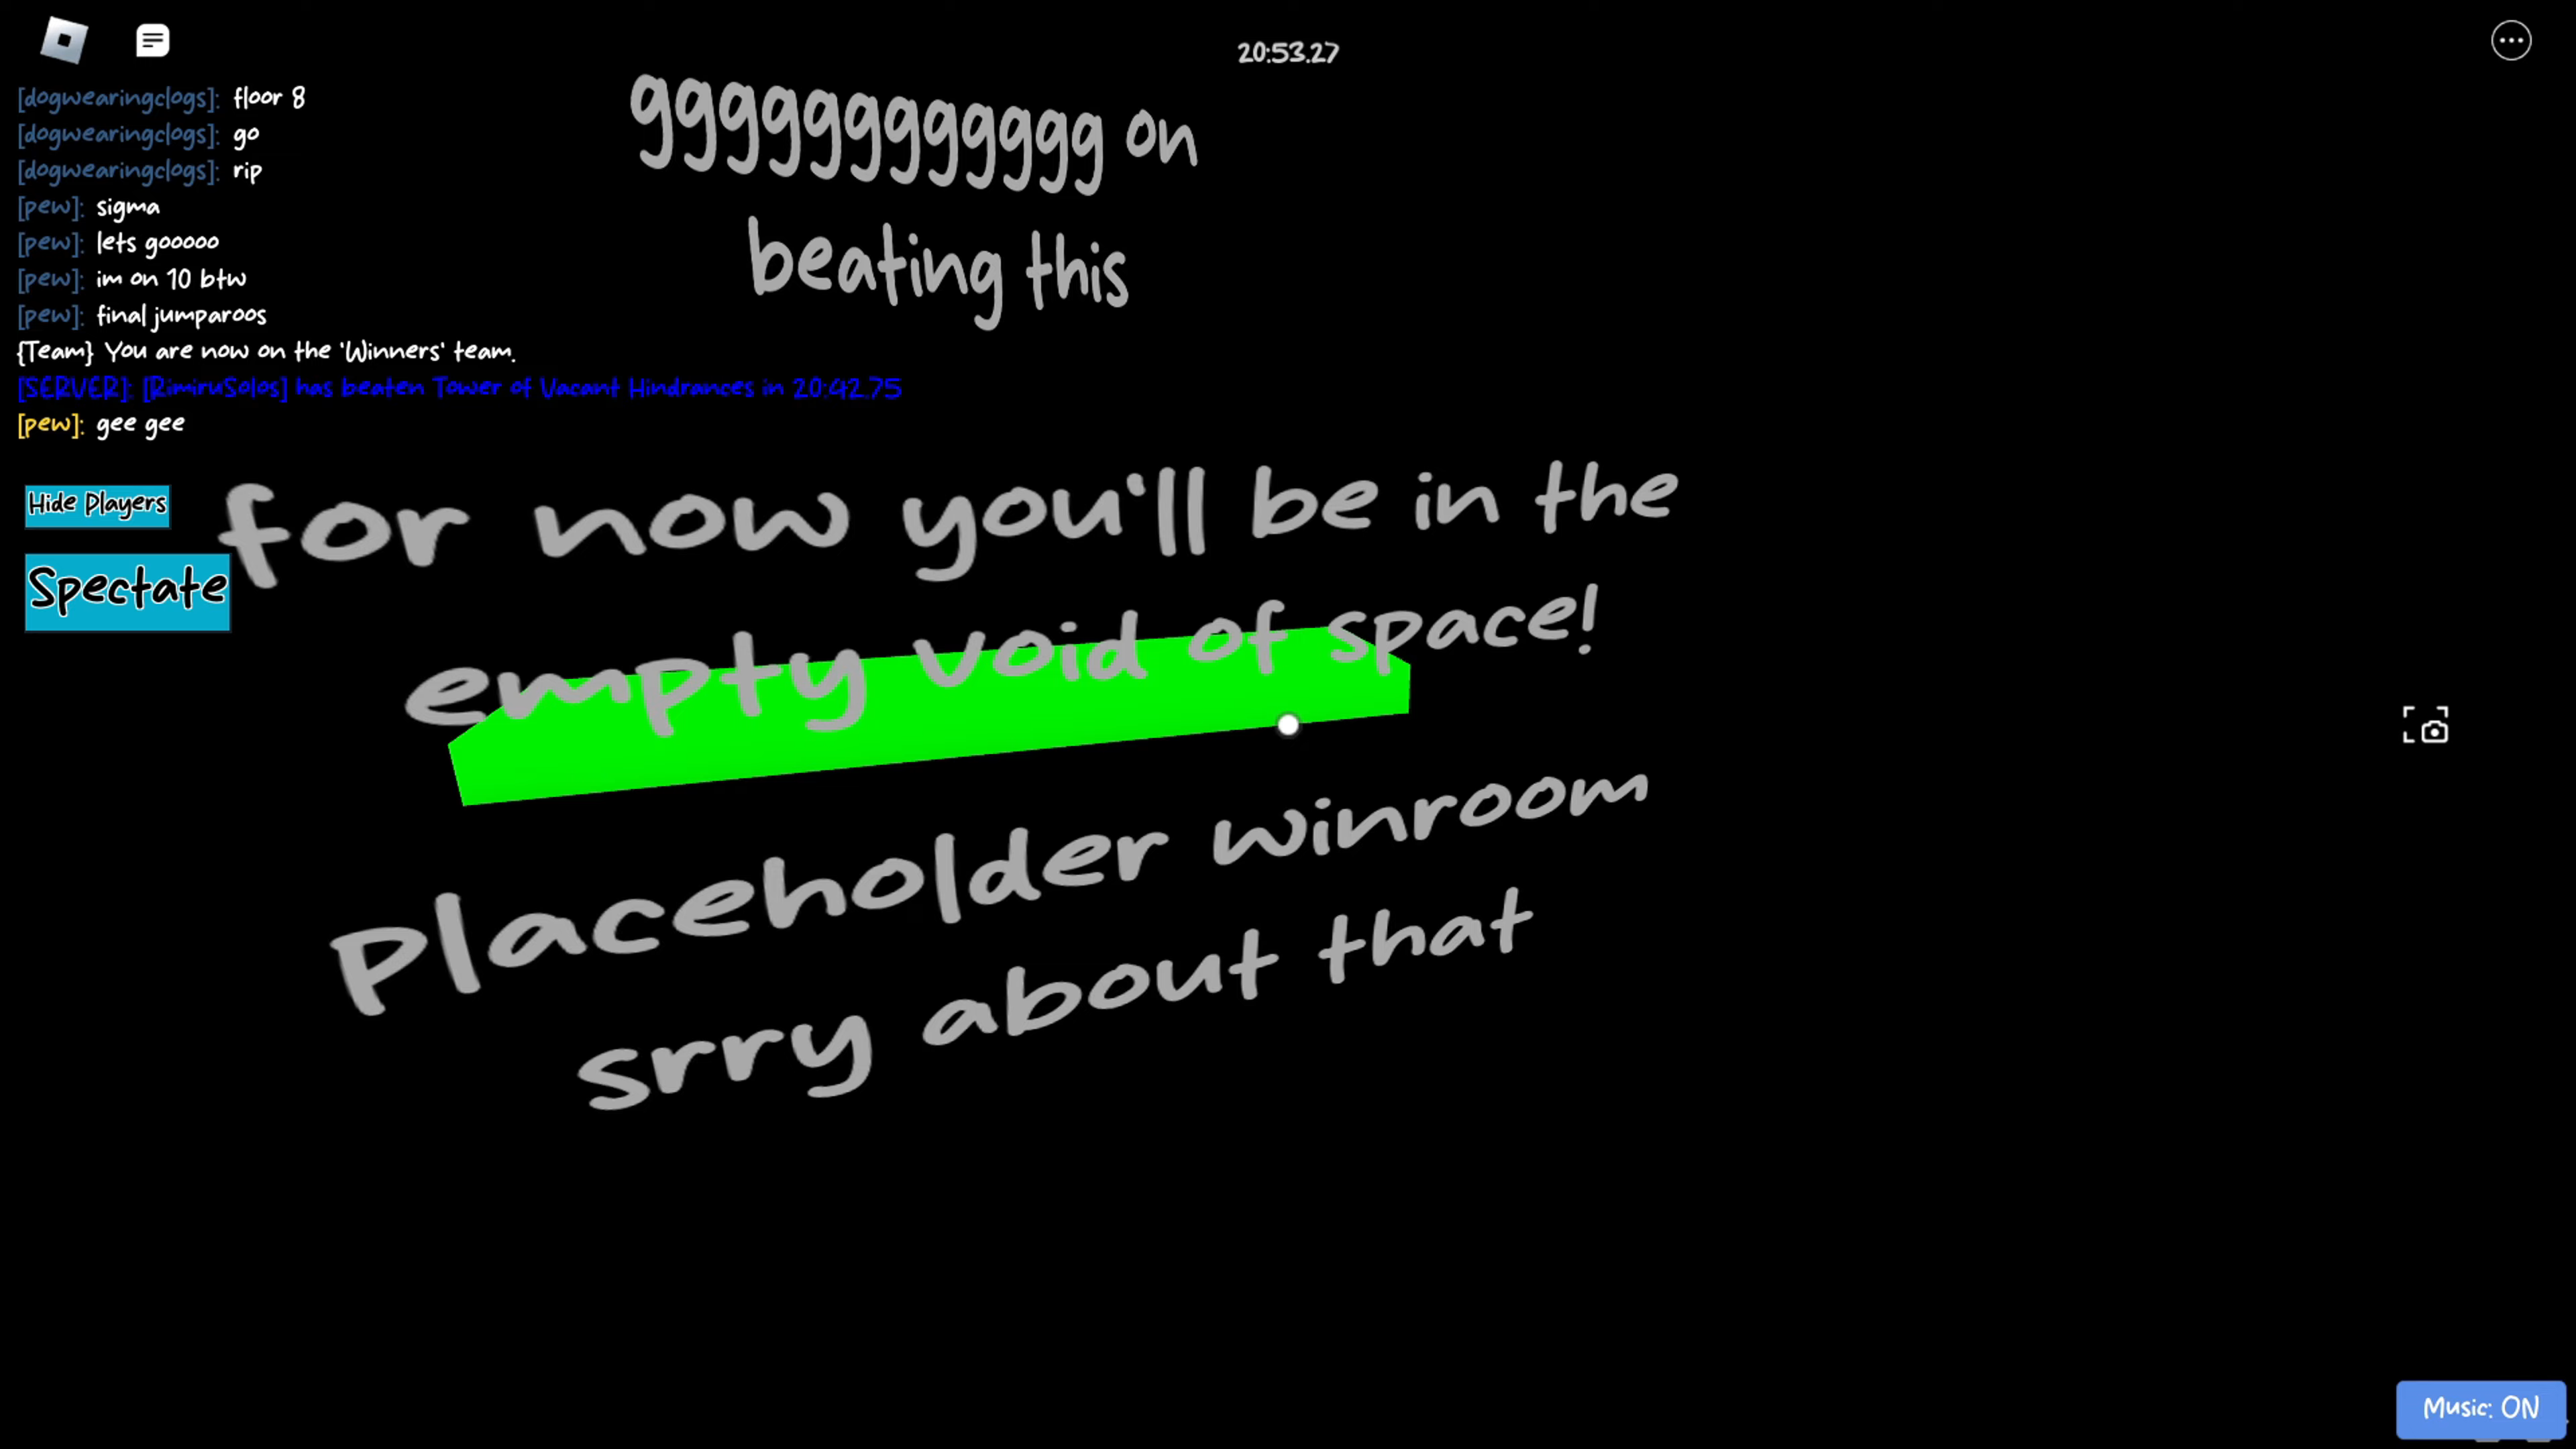 20:53.27
[dogwearingclogs]: floor 8
[dogwearingclogs]: go
[dogwearingclogs]: rip
[pew]: sigma
[pew]: lets gooooo
[pew]: im on 10 btw
[pew]: final jumparoos
{Team} You are now on the 'Winners' team.
[SERVER]: [RimiruSolos] has beaten Tower of Vacant Hindrances in 20:42.75
[pew]: gee gee
Hide Players
Spectate
gggggggggggg on
beating this
for now you'll be in the
empty void of space!
Placeholder winroom
srry about that
Music: ON